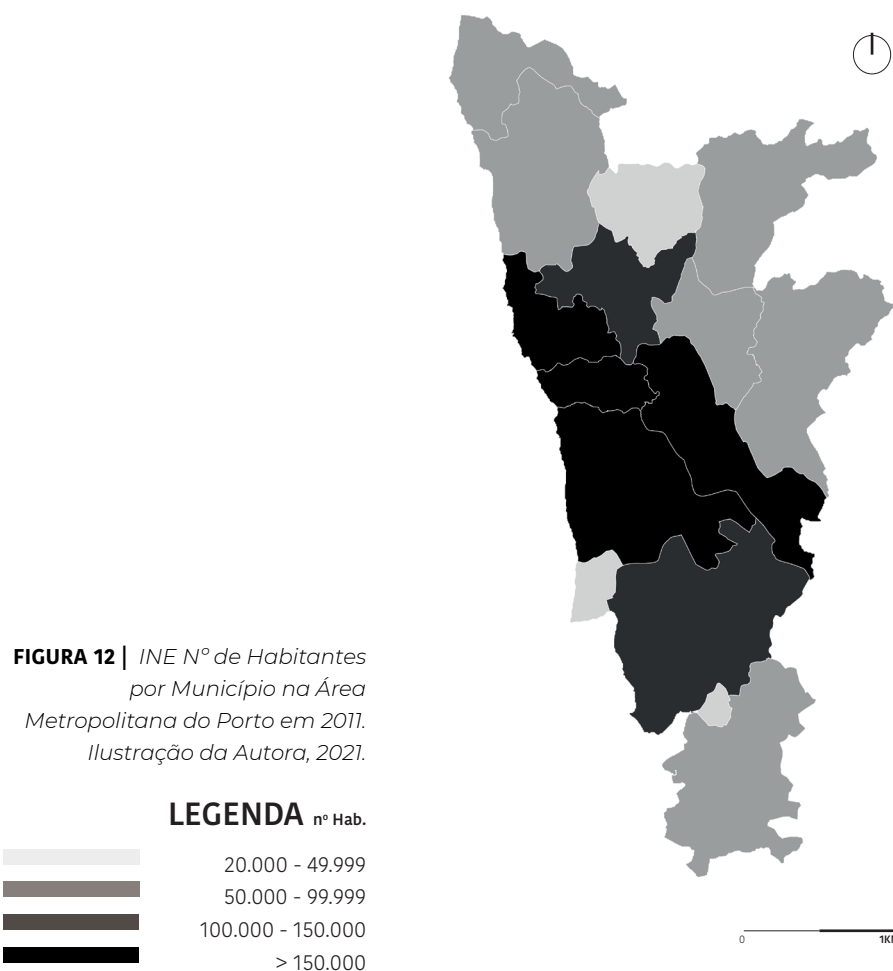 FIGURA 12 | INE Nº de Habitantes
por Município na Área
Metropolitana do Porto em 2011.
Ilustração da Autora, 2021.
LEGENDA nº Hab.
20.000 - 49.999
50.000 - 99.999
100.000 - 150.000
> 150.000
0